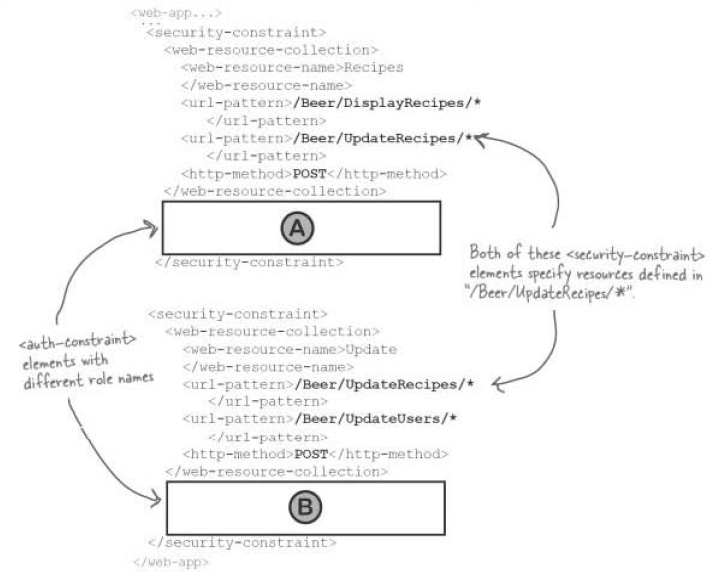 <web-app...>
...
<security-constraint>
<web-resource-collection>
<web-resource-name>Recipes
</web-resource-name>
<url-pattern>/Beer/DisplayRecipes/*
</url-pattern>
<url-pattern>/Beer/UpdateRecipes/*
</url-pattern>
<http-method>POST</http-method>
</web-resource-collection>
A
</security-constraint>
Both of these <security-constraint>
elements specify resources defined in
"/Beer/UpdateRecipes/*".
<security-constraint>
<web-resource-collection>
<web-resource-name>Update
</web-resource-name>
<url-pattern>/Beer/UpdateRecipes/*
</url-pattern>
<url-pattern>/Beer/UpdateUsers/*
</url-pattern>
<http-method>POST</http-method>
</web-resource-collection>
<auth-constraint>
elements with
different role names
B
</security-constraint>
</web-app>